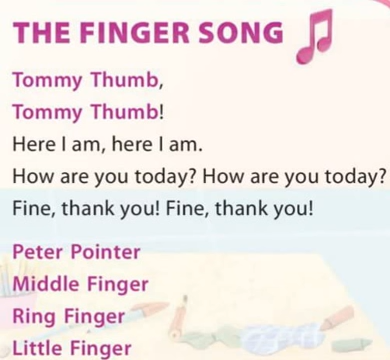 THE FINGER SONG
Tommy Thumb,
Tommy Thumb!
Here I am, here I am.
How are you today? How are you today?
Fine, thank you! Fine, thank you!
Peter Pointer
Middle Finger
Ring Finger
Little Finger